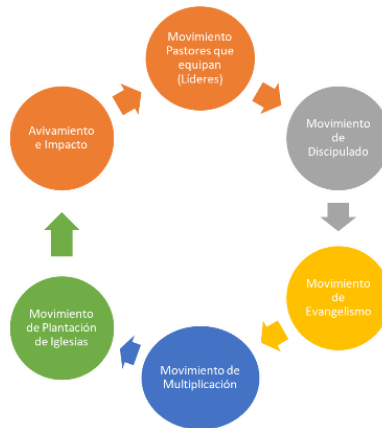 Movimiento
Pastores que
equipan
(Líderes)
Movimiento
de
Discipulado
Movimiento
de
Evangelismo
Movimiento de
Multiplicación
Movimiento
de Plantación
de Iglesias
Avivamiento
e Impacto